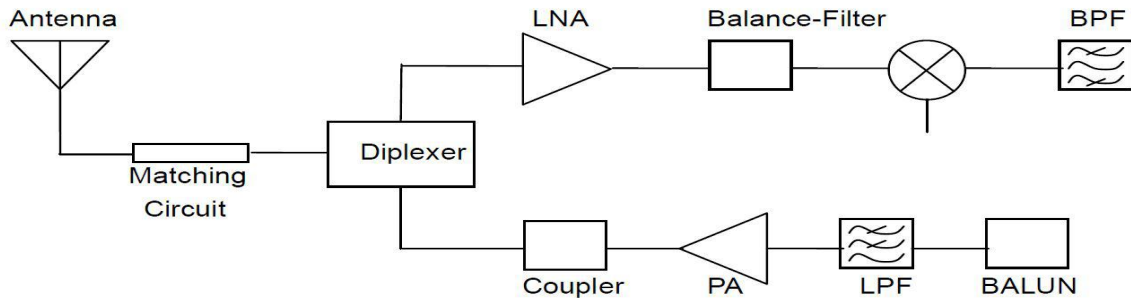 Antenna
LNA
Balance-Filter
BPF
Diplexer
Matching
Circuit
Coupler
PA
LPF
BALUN